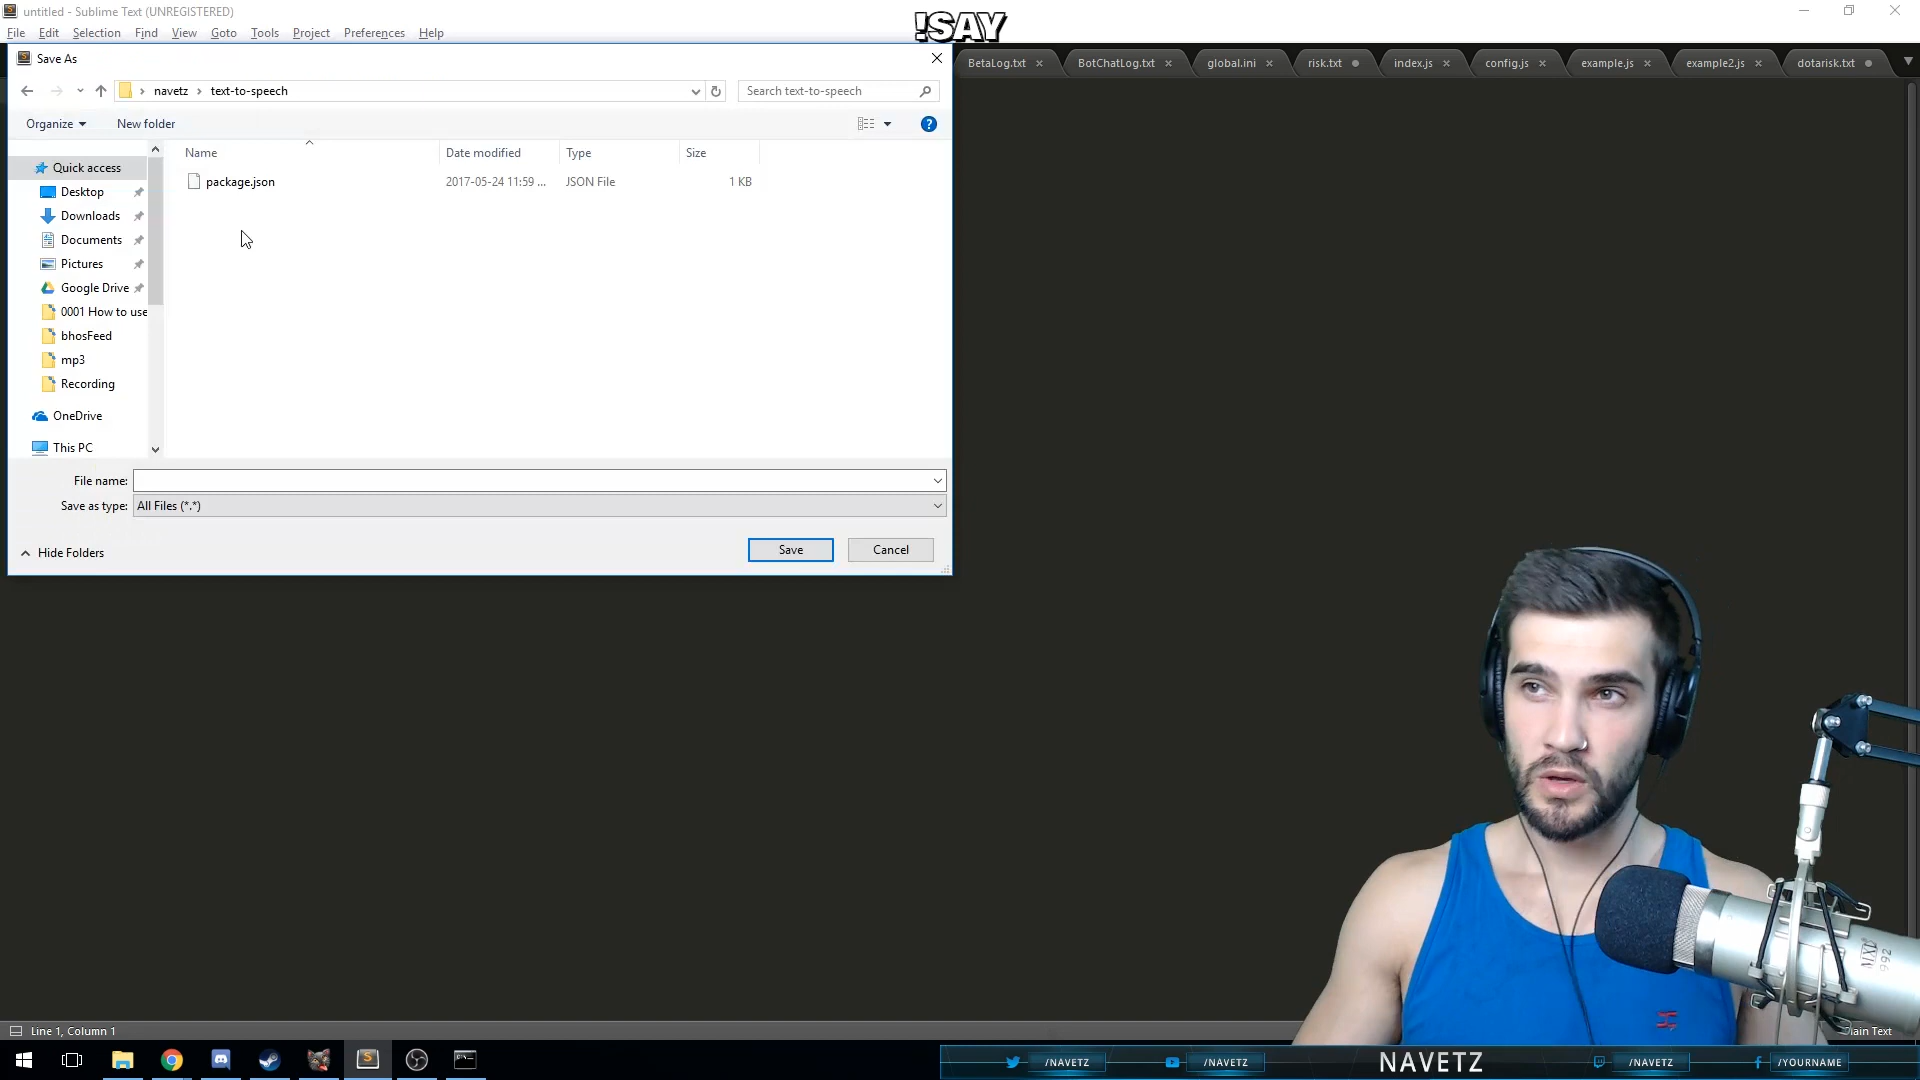 untitled - Sublime Text (UNREGISTERED)
!SAY
File Edit Selection Find View Goto Tools Project Preferences Help
Save As
BetaLog.txt BotChatLog.txt global.ini risk.txt index.js config.js example.js example2.js dotarisk.txt
navetz > text-to-speech
Search text-to-speech
Organize New folder
Name Date modified Type Size
Quick access
package.json 2017-05-24 11:59 ... JSON File 1 KB
Desktop
Downloads
Documents
Pictures
Google Drive
0001 How to use
bhosFeed
mp3
Recording
OneDrive
This PC
File name:
Save as type: All Files (*.*)
Hide Folders
Save Cancel
MXL
992
Line 1, Column 1
lain Text
/NAVETZ /NAVETZ NAVETZ /NAVETZ /YOURNAME